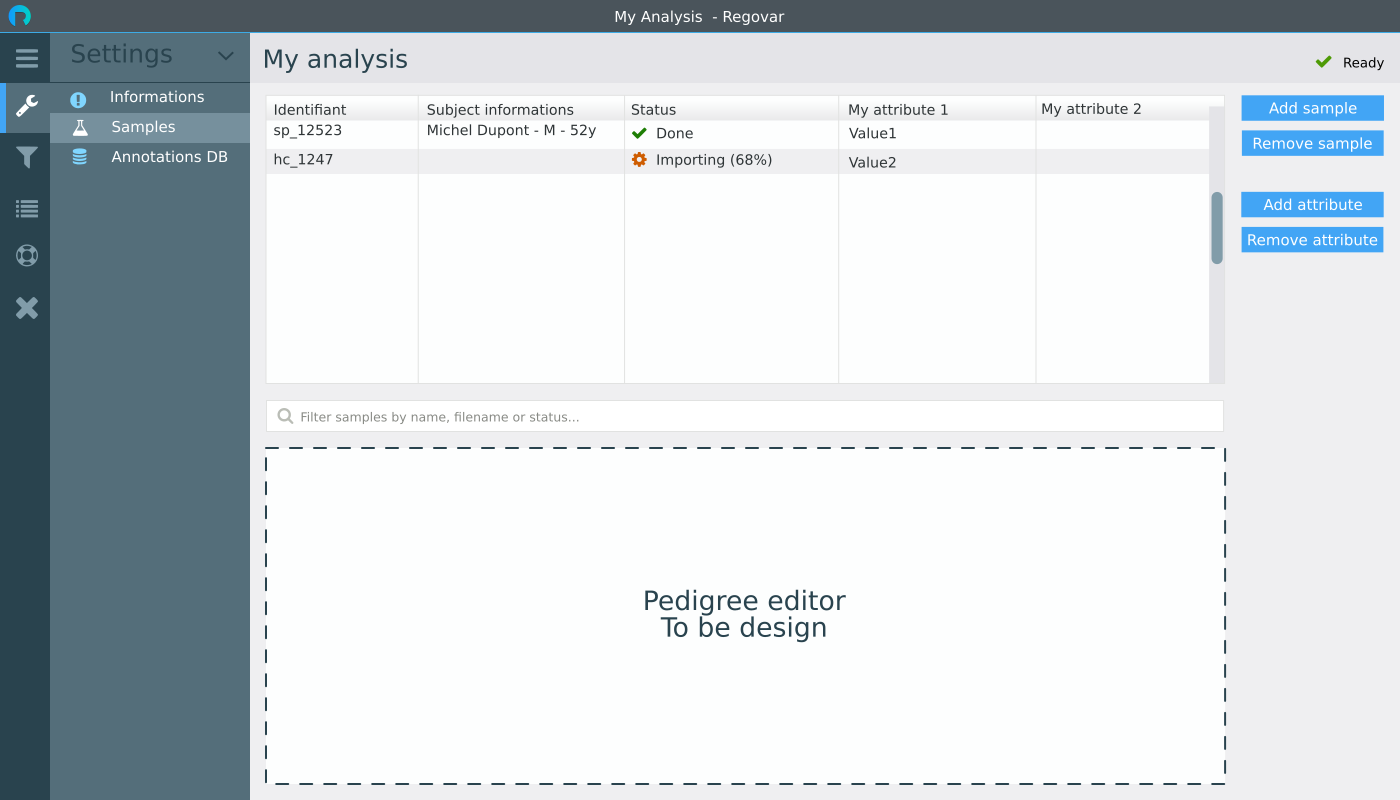 My Analysis - Regovar
Settings
Informations
Samples
Annotations DB
My analysis
Ready
Identifiant Subject informations Status My attribute 1 My attribute 2
sp_12523 Michel Dupont - M - 52y Done Value1
hc_1247 Importing (68%) Value2
Add sample
Remove sample
Add attribute
Remove attribute
Filter samples by name, filename or status...
Pedigree editor
To be design